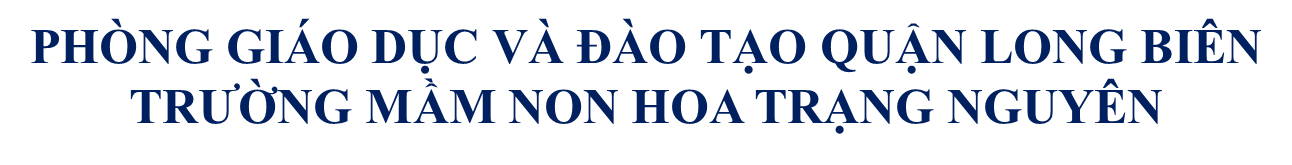 PHÒNG GIÁO DỤC VÀ ĐÀO TẠO QUẬN LONG BIÊN
TRƯỜNG MẦM NON HOA TRẠNG NGUYÊN